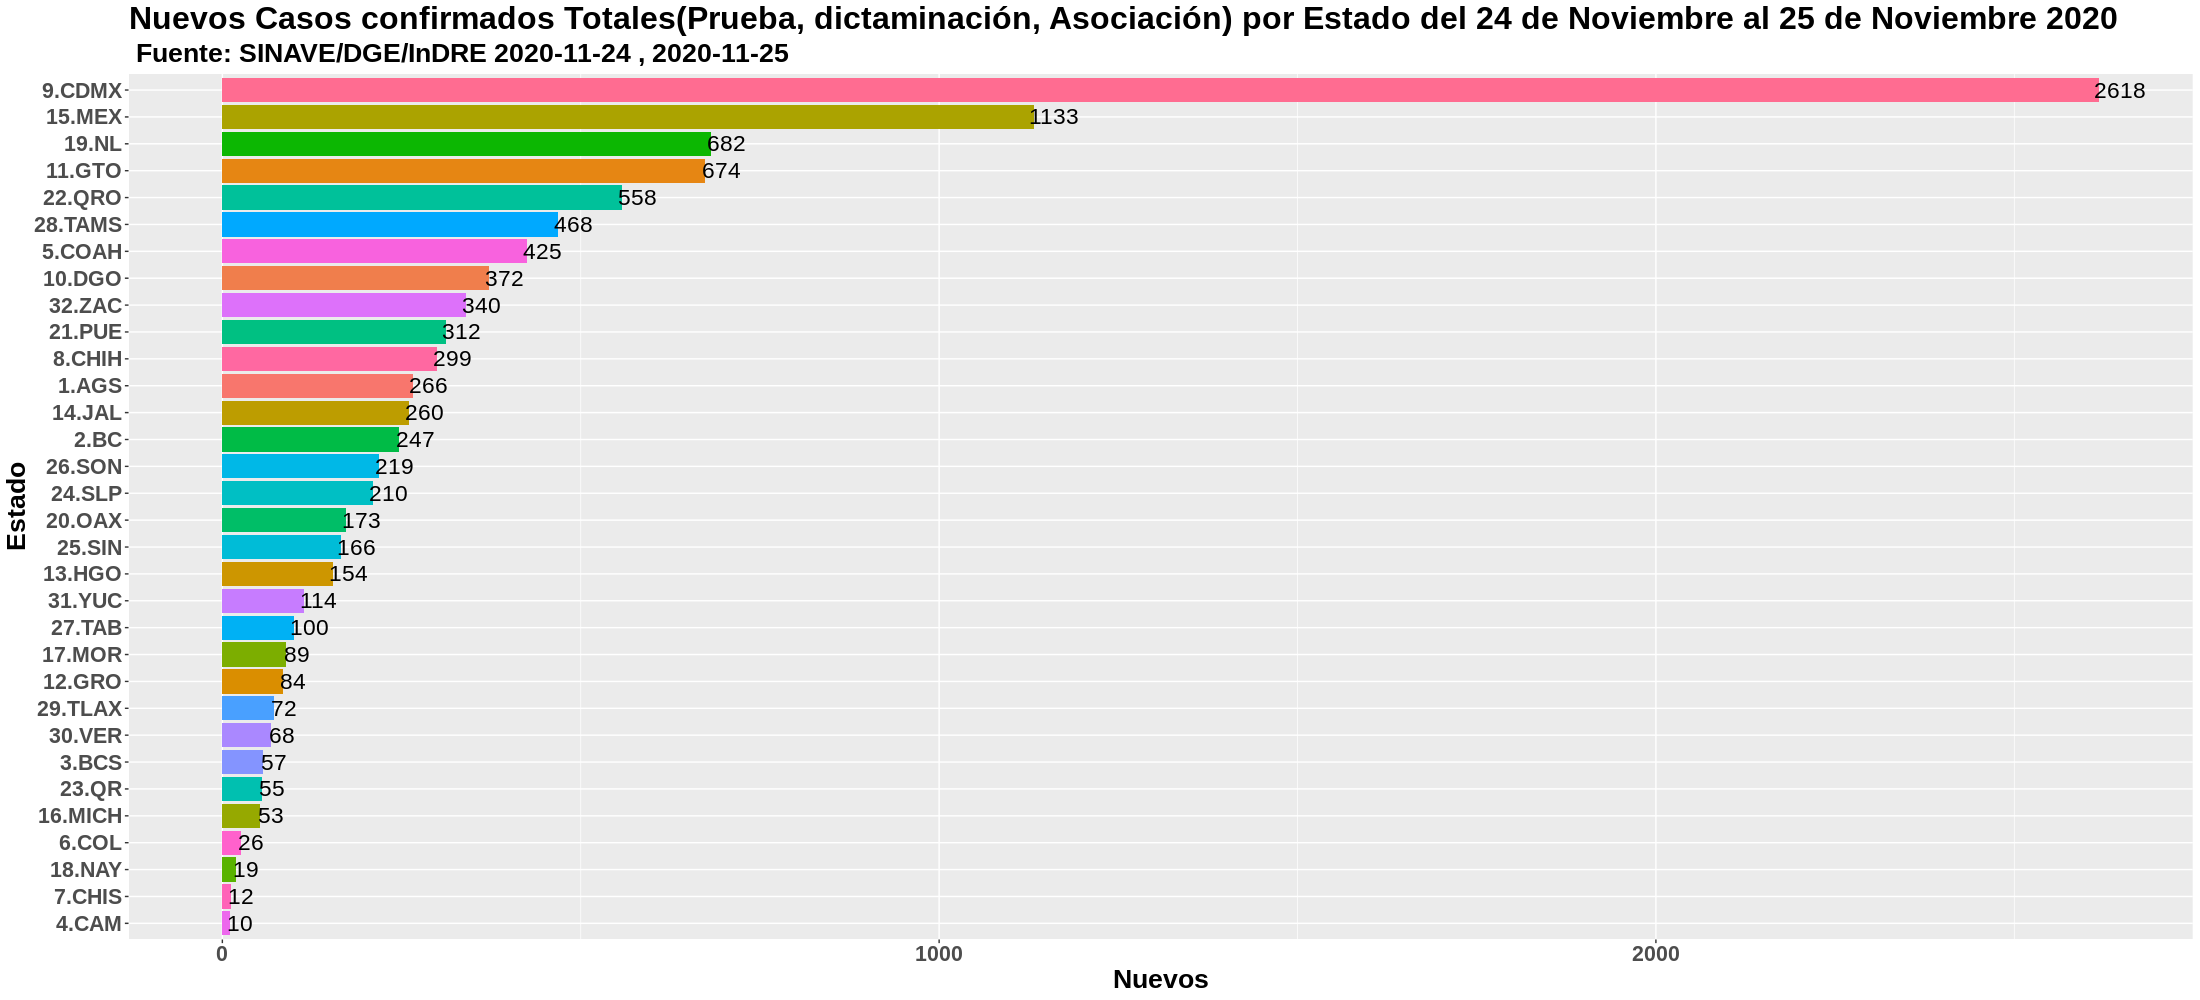 Nuevos Casos confirmados Totales(Prueba, dictaminación, Asociación) por Estado del 24 de Noviembre al 25 de Noviembre 2020
Fuente: SINAVE/DGE/InDRE 2020-11-24 , 2020-11-25
9.CDMX 2618
15.MEX 1133
19.NL 682
11.GTO 674
22.QRO 558
28.TAMS 468
5.COAH 425
10.DGO 372
32.ZAC 340
21.PUE 312
8.CHIH 299
1.AGS 266
14.JAL 260
2.BC 247
26.SON 219
24.SLP 210
20.OAX 173
25.SIN 166
13.HGO 154
31.YUC 114
27.TAB 100
17.MOR 89
12.GRO 84
29.TLAX 72
30.VER 68
3.BCS 57
23.QR 55
16.MICH 53
6.COL 26
18.NAY 19
7.CHIS 12
4.CAM 10
Estado
0 1000 2000
Nuevos